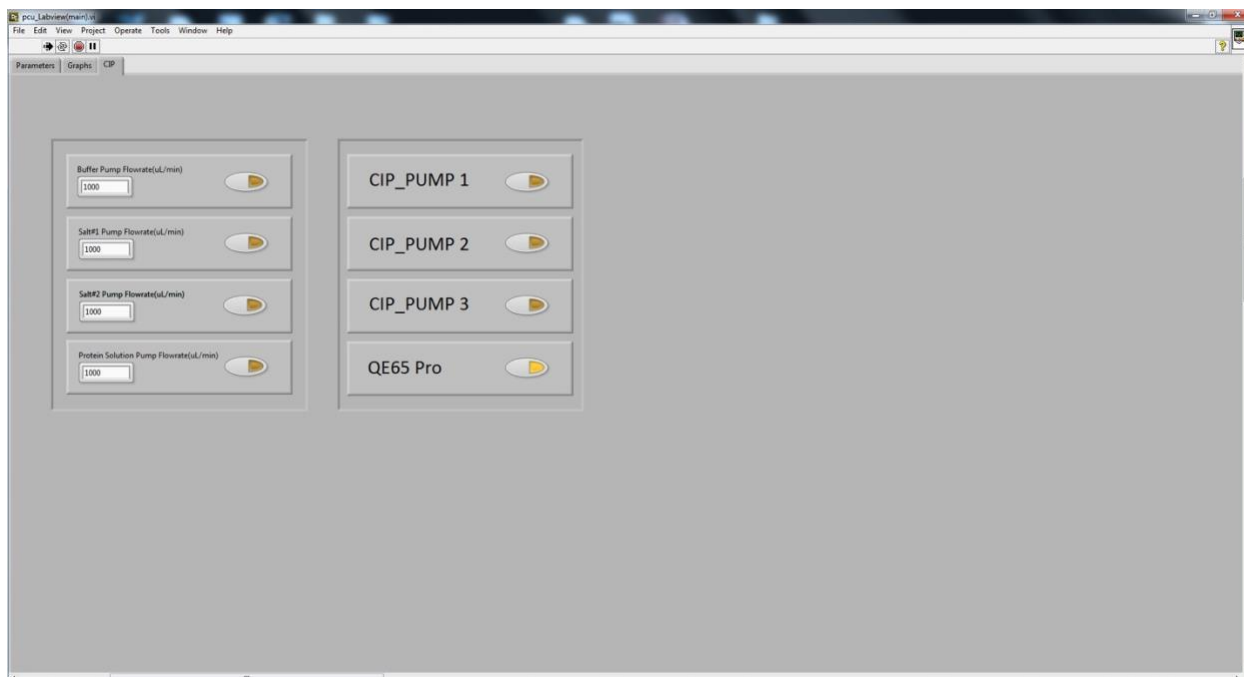 pcu_Labview(main).vi
File Edit View Project Operate Tools Window Help
Parameters Graphs CIP
Buffer Pump Flowrate(uL/min)
1000
Salt#1 Pump Flowrate(uL/min)
1000
Salt#2 Pump Flowrate(uL/min)
1000
Protein Solution Pump Flowrate(uL/min)
1000
CIP_PUMP 1
CIP_PUMP 2
CIP_PUMP 3
QE65 Pro